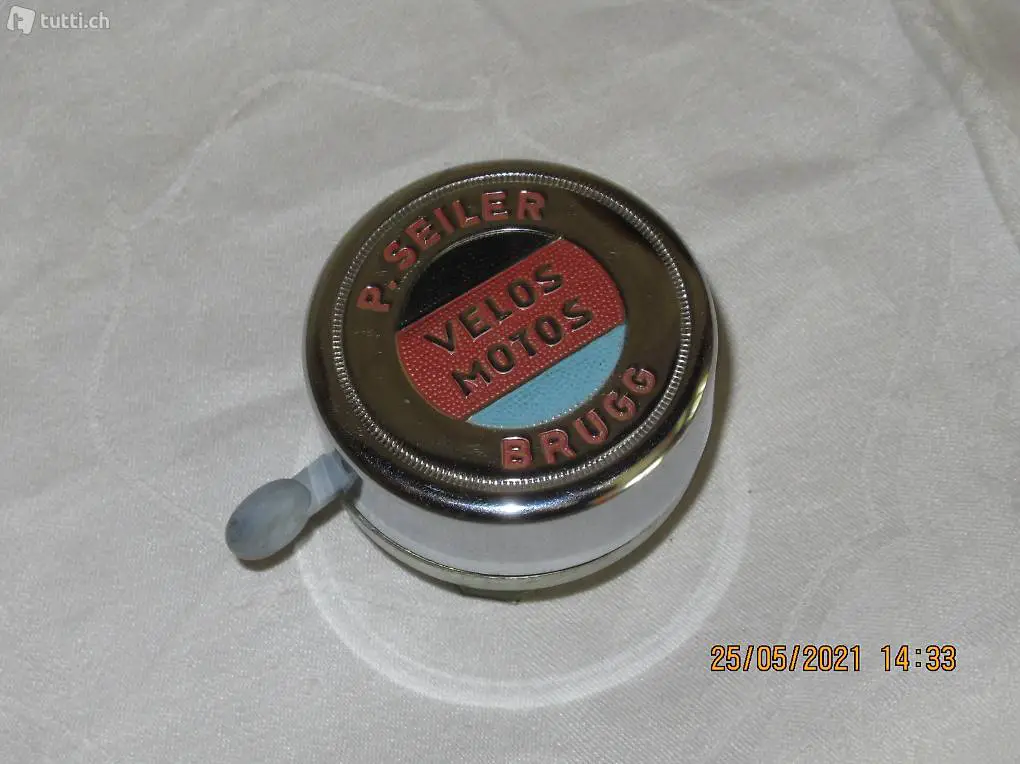 tutti.ch
P. SEILER
VELOS
MOTOS
BRUGG
25/05/2021 14:33